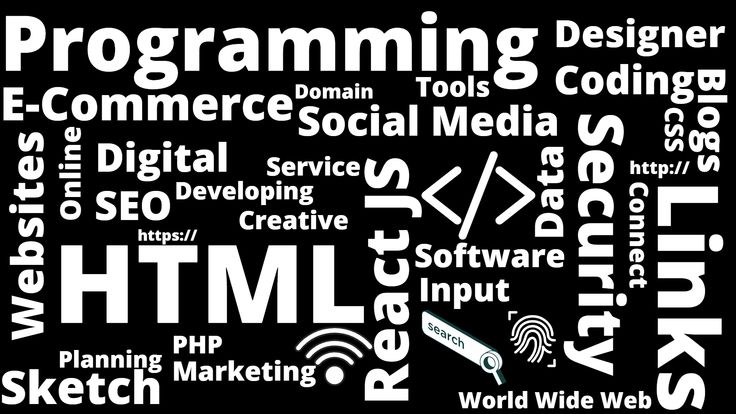 Programming
Designer
Coding
Tools
Domain
E-Commerce
Social Media
Blogs
CSS
Security
Websites
Online
Digital
Service
React JS
Data
http://
SEO
Developing
Creative
</>
Connect
Links
https://
HTML
Software
Input
search
PHP
Planning
Marketing
Sketch
World Wide Web